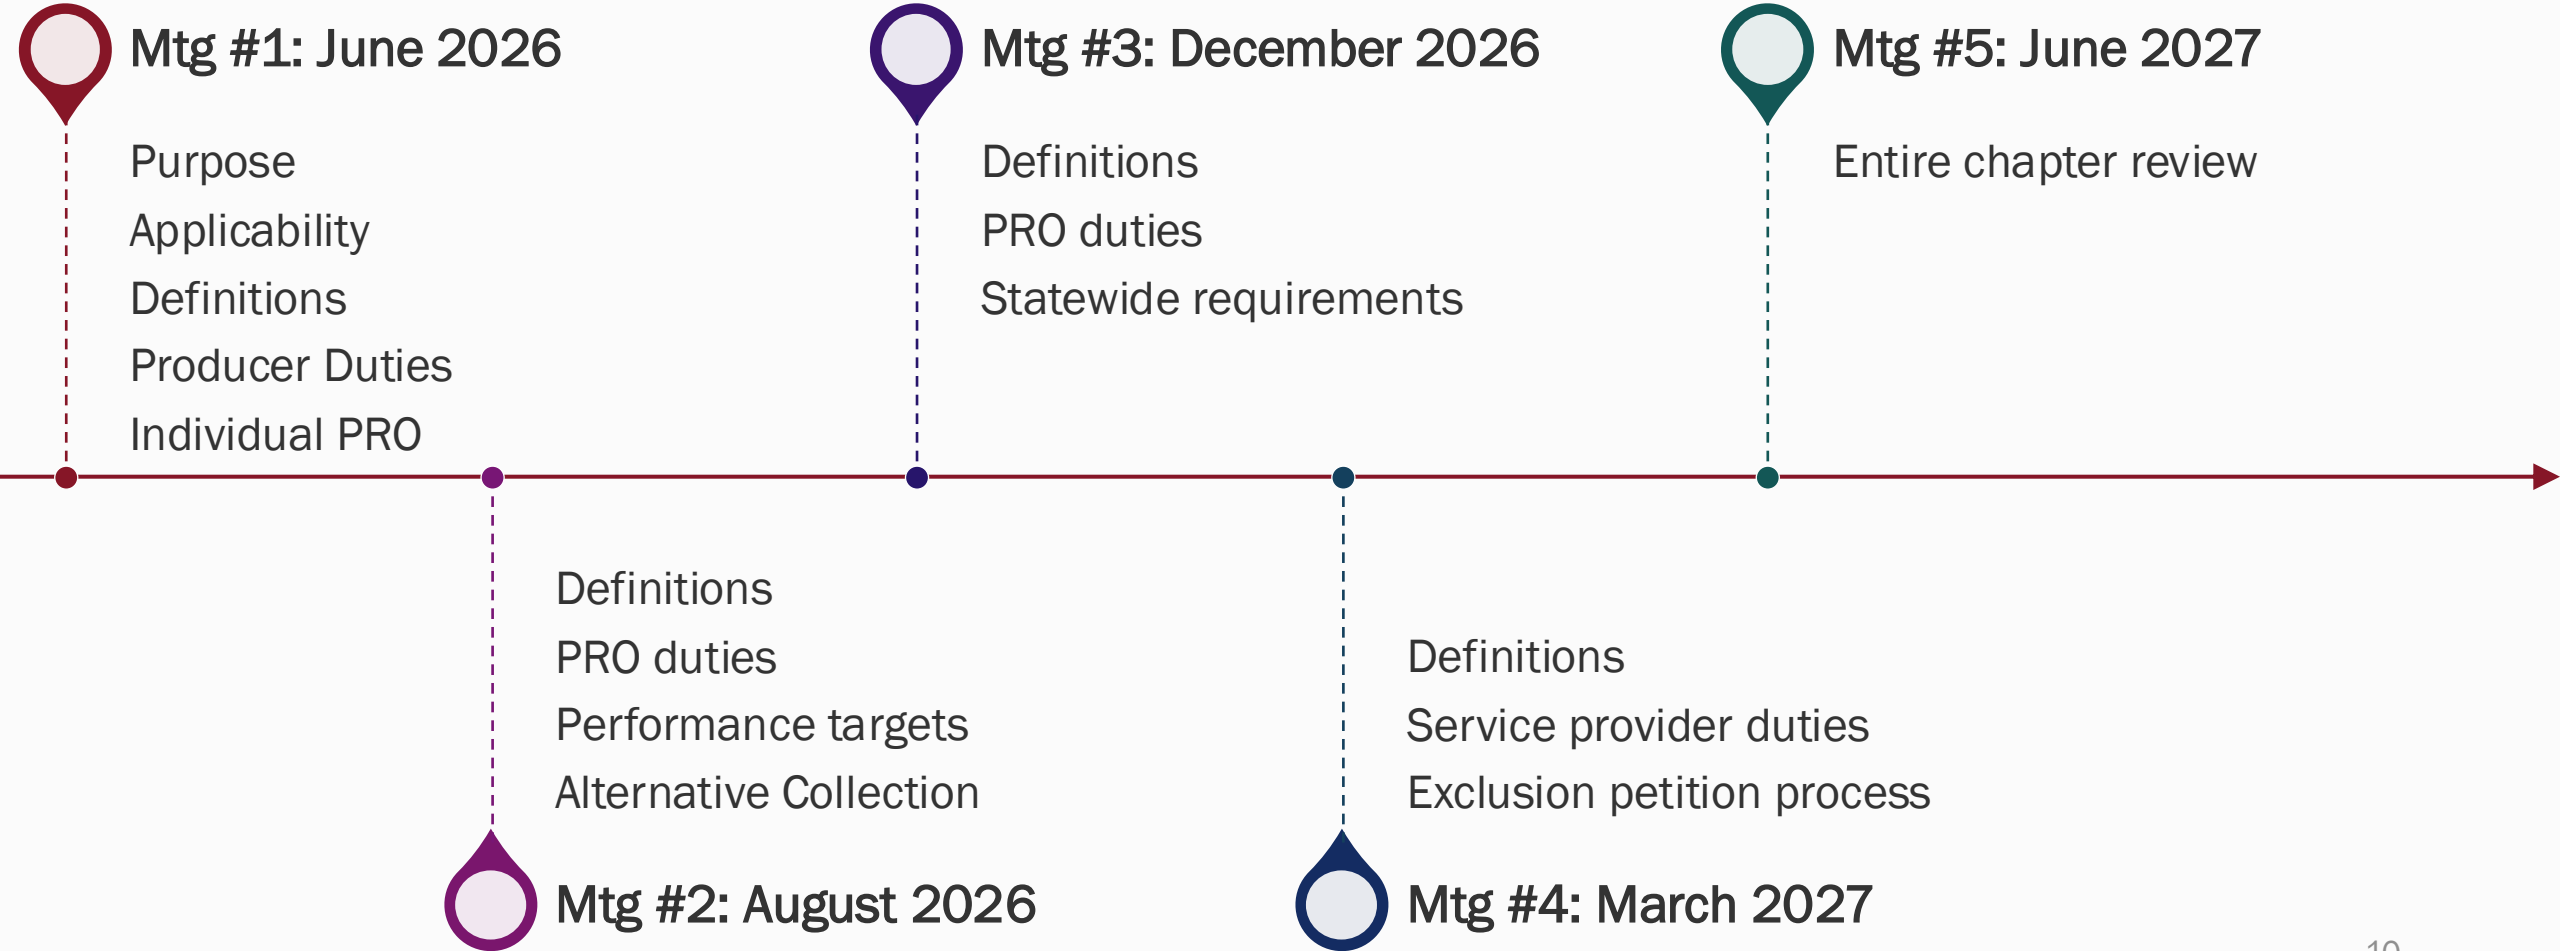 Mtg #1: June 2026
Purpose
Applicability
Definitions
Producer Duties
Individual PRO
Mtg #2: August 2026
Definitions
PRO duties
Performance targets
Alternative Collection
Mtg #3: December 2026
Definitions
PRO duties
Statewide requirements
Mtg #4: March 2027
Definitions
Service provider duties
Exclusion petition process
Mtg #5: June 2027
Entire chapter review